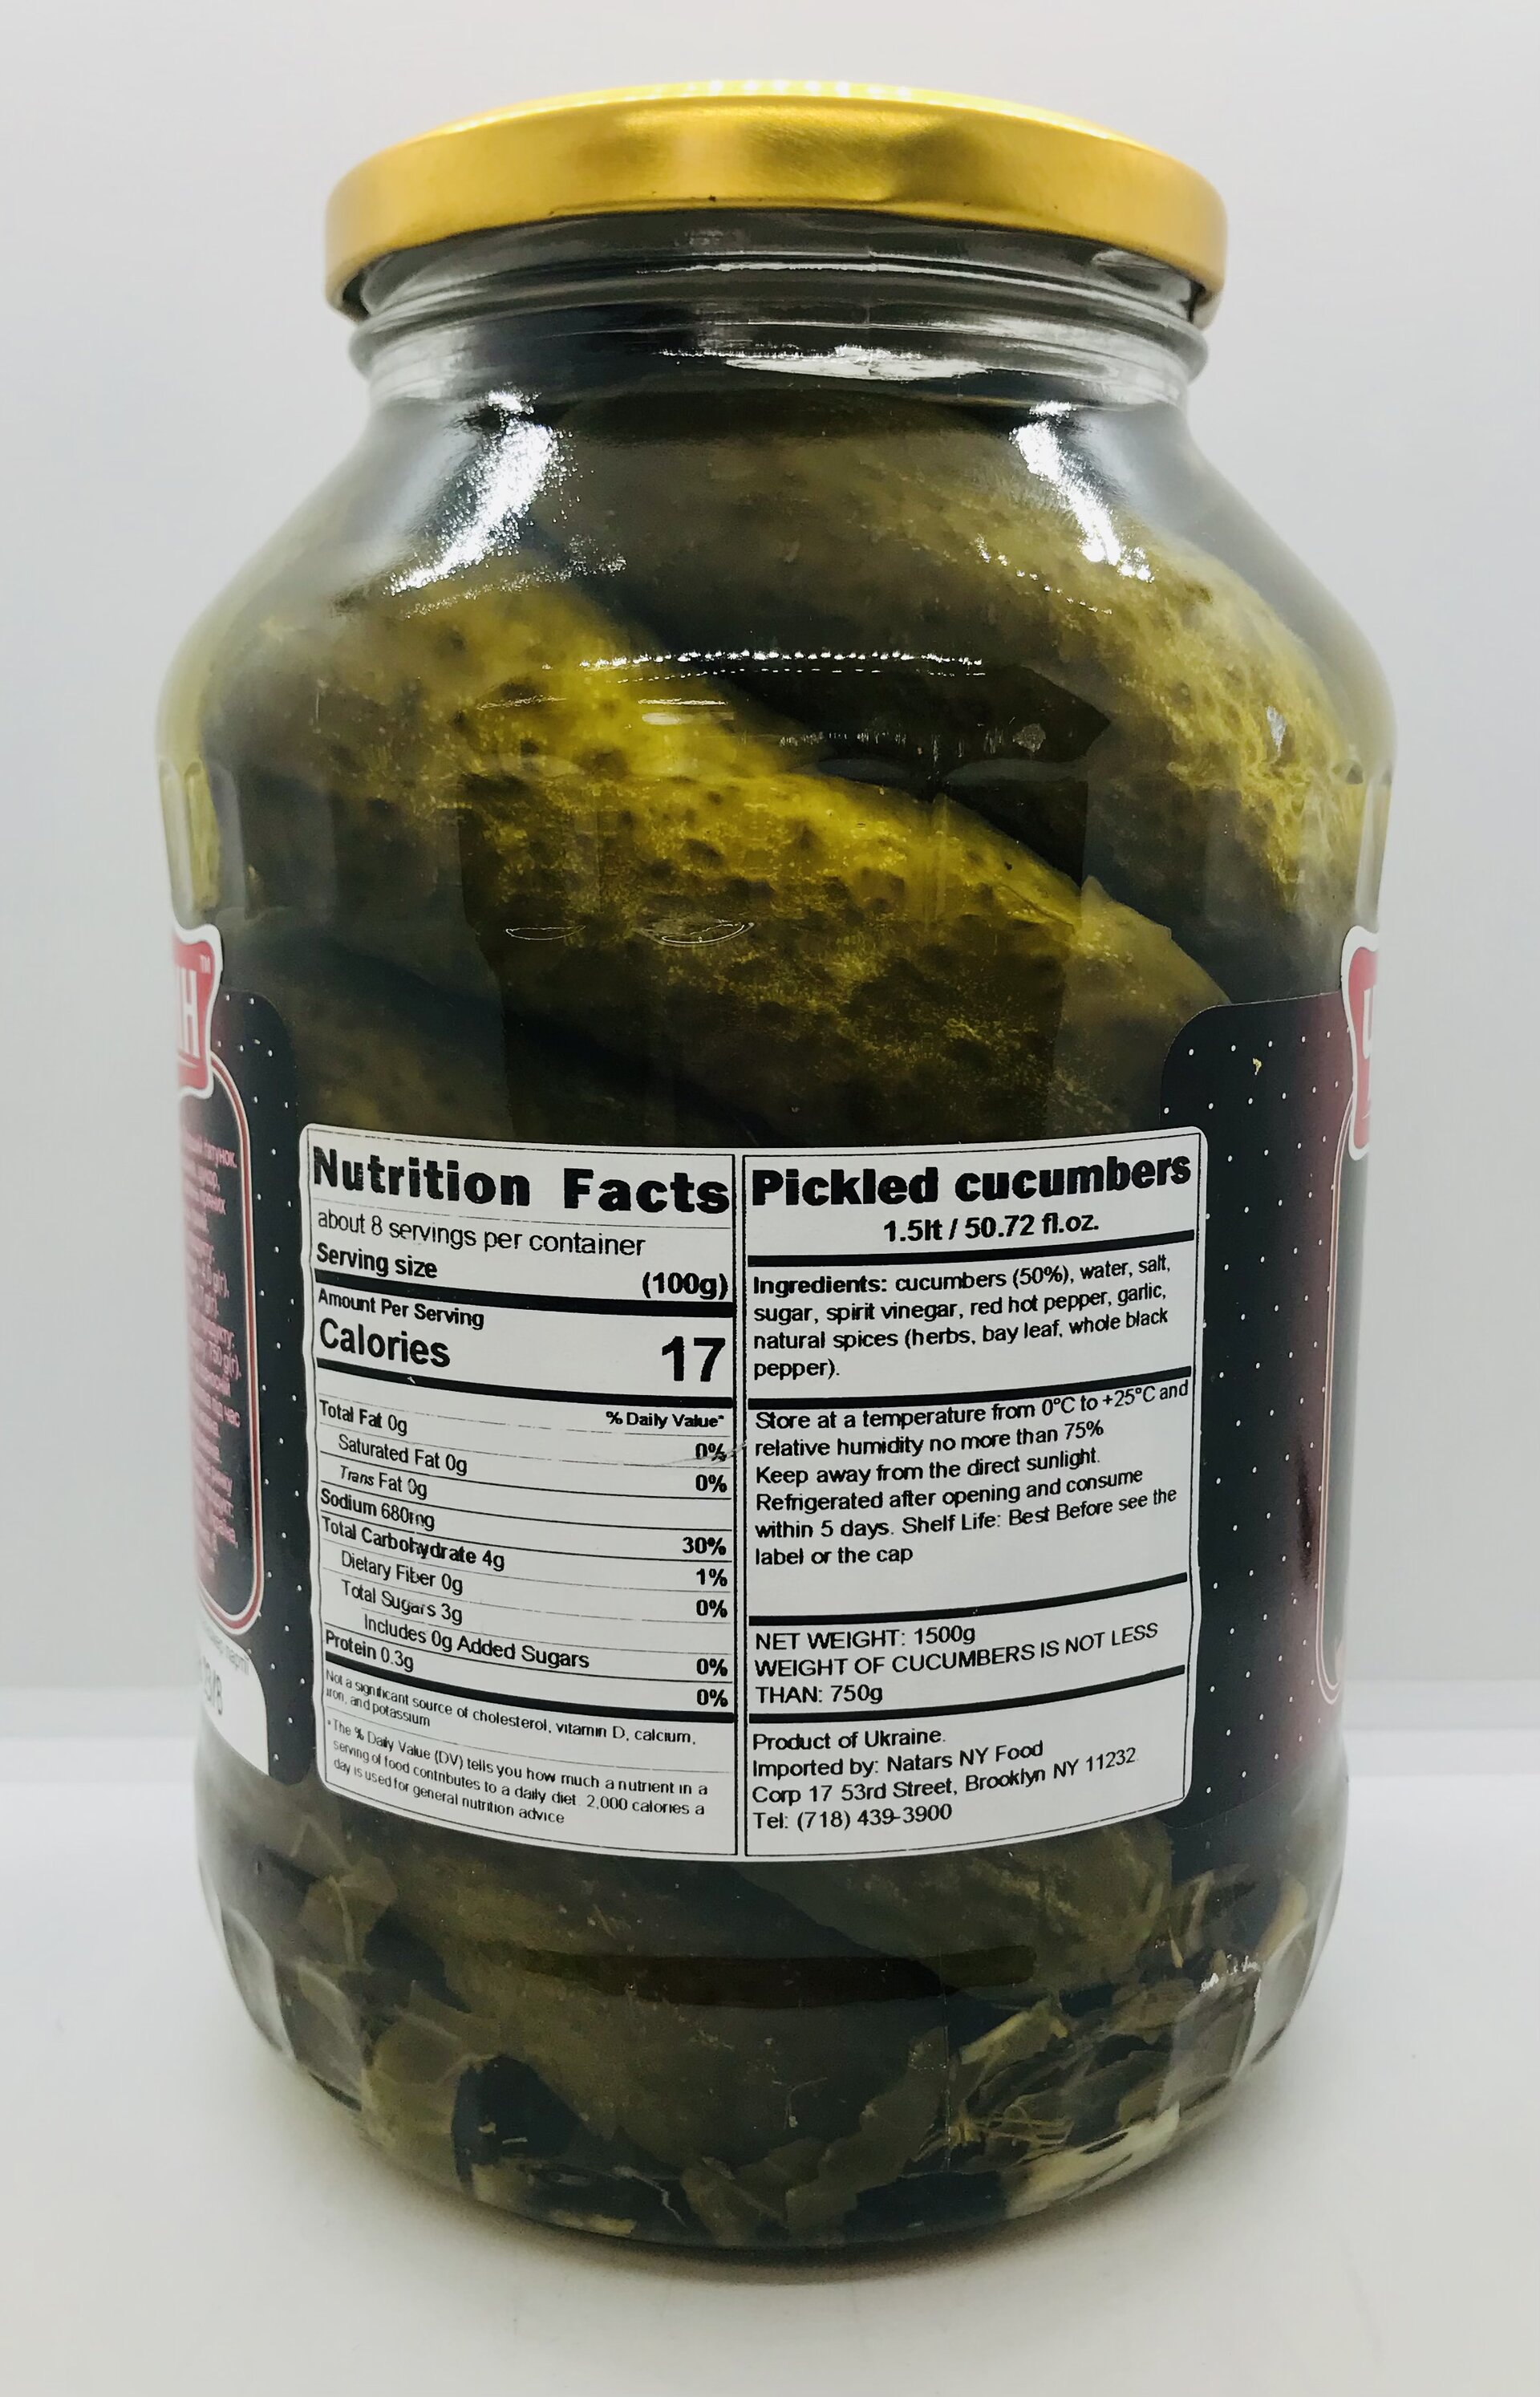 Nutrition Facts
about 8 servings per container
Serving size (100g)
Amount Per Serving
Calories 17
% Daily Value*
Total Fat 0g 0%
Saturated Fat 0g 0%
Trans Fat 0g
Sodium 680mg 30%
Total Carbohydrate 4g 1%
Dietary Fiber 0g 0%
Total Sugars 3g
Includes 0g Added Sugars 0%
Protein 0.3g 0%
Not a significant source of cholesterol, vitamin D, calcium,
iron, and potassium
*The % Daily Value (DV) tells you how much a nutrient in a
serving of food contributes to a daily diet. 2,000 calories a
day is used for general nutrition advice
Pickled cucumbers
1.5lt / 50.72 fl.oz.
Ingredients: cucumbers (50%), water, salt,
sugar, spirit vinegar, red hot pepper, garlic,
natural spices (herbs, bay leaf, whole black
pepper).
Store at a temperature from 0°C to +25°C and
relative humidity no more than 75%
Keep away from the direct sunlight.
Refrigerated after opening and consume
within 5 days. Shelf Life: Best Before see the
label or the cap
NET WEIGHT: 1500g
WEIGHT OF CUCUMBERS IS NOT LESS
THAN: 750g
Product of Ukraine.
Imported by: Natars NY Food
Corp 17 53rd Street, Brooklyn NY 11232
Tel: (718) 439-3900